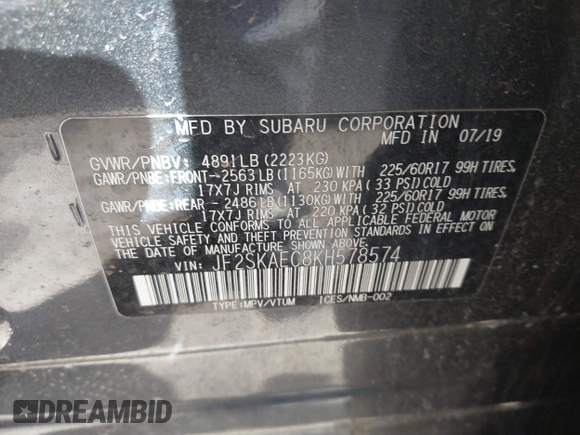 MFD BY SUBARU CORPORATION
MFD IN 07/19
GVWR/PNBV: 4891LB(2223KG)
GAWR/PNBE:FRONT-2563LB(1165KG)WITH 225/60R17 99H TIRES,
17X7J RIMS AT 230 KPA(33 PSI)COLD
GAWR/PNBE:REAR -2486LB(1130KG)WITH 225/60R17 99H TIRES,
17X7J RIMS AT 220 KPA(32 PSI)COLD
THIS VEHICLE CONFORMS TO ALL APPLICABLE FEDERAL MOTOR
VEHICLE SAFETY AND THEFT PREVENTION STANDARDS IN EFFECT ON THE
DATE OF MANUFACTURE SHOWN ABOVE.
VIN: JF2SKAEC8KH578574
TYPE:MPV/VTUM ICES/NMB-002
DREAMBID